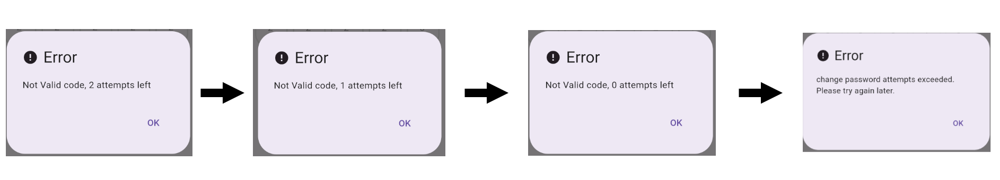 Error
Not Valid code, 2 attempts left
OK
Error
Not Valid code, 1 attempts left
OK
Error
Not Valid code, 0 attempts left
OK
Error
change password attempts exceeded.
Please try again later.
OK